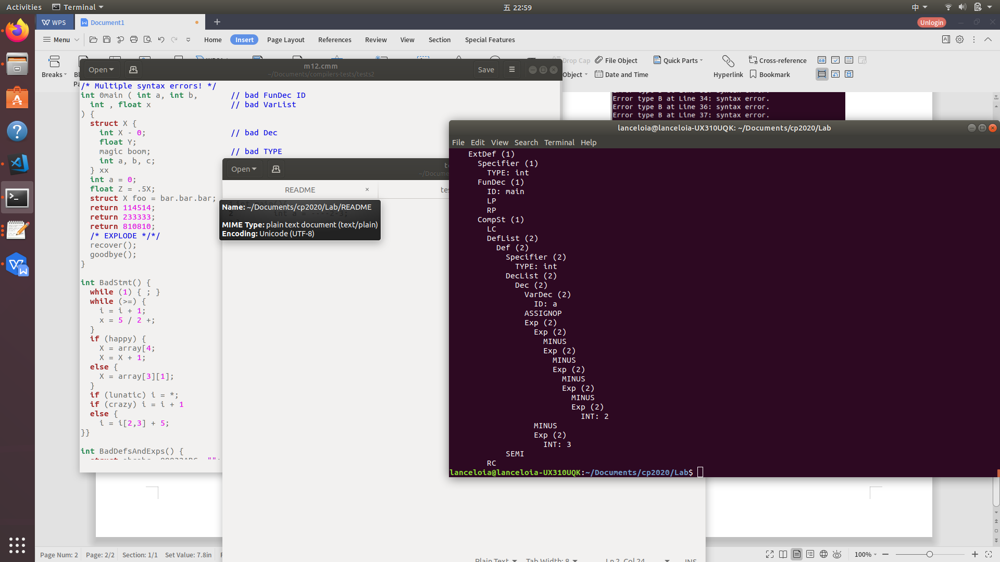 Activities
Terminal
五 22:59
中
WPS
Document1
Unlogin
Menu
Home
Insert
Page Layout
References
Review
View
Section
Special Features
Breaks
Drop Cap
File Object
Quick Parts
Cross-reference
Object
Date and Time
Hyperlink
Bookmark
Open
m12.cmm
~/Documents/compilers-tests/tests2
Save
/* Multiple syntax errors! */
int 0main ( int a, int b,       // bad FunDec ID
  int , float x                 // bad VarList
) {
  struct X {
    int X - 0;                  // bad Dec
    float Y;
    magic boom;                 // bad TYPE
    int a, b, c;
  } xx
  int a = 0;
  float Z = .5X;
  struct X foo = bar.bar.bar;
  return 114514;
  return 233333;
  return 810810;
  /* EXPLODE */*/
  recover();
  goodbye();
}
int BadStmt() {
  while (1) { ; }
  while (>=) {
    i = i + 1;
    x = 5 / 2 +;
  }
  if (happy) {
    X = array[4;
    X = X + 1;
  else {
    X = array[3][1];
  }
  if (lunatic) i = *;
  if (crazy) i = i + 1
  else {
    i = i[2,3] + 5;
}}
int BadDefsAndExps() {
Open
README
Name: ~/Documents/cp2020/Lab/README
MIME Type: plain text document (text/plain)
Encoding: Unicode (UTF-8)
Error type B at Line 34: syntax error.
Error type B at Line 36: syntax error.
Error type B at Line 37: syntax error.
lanceloia@lanceloia-UX310UQK: ~/Documents/cp2020/Lab
File Edit View Search Terminal Help
ExtDef (1)
  Specifier (1)
    TYPE: int
  FunDec (1)
    ID: main
    LP
    RP
  CompSt (1)
    LC
    DefList (2)
      Def (2)
        Specifier (2)
          TYPE: int
        DecList (2)
          Dec (2)
            VarDec (2)
              ID: a
            ASSIGNOP
            Exp (2)
              Exp (2)
                MINUS
                Exp (2)
                  MINUS
                  Exp (2)
                    MINUS
                    Exp (2)
                      MINUS
                      Exp (2)
                        INT: 2
              MINUS
              Exp (2)
                INT: 3
        SEMI
    RC
lanceloia@lanceloia-UX310UQK:~/Documents/cp2020/Lab$
Page Num: 2
Page: 2/2
Section: 1/1
Set Value: 7.8in
Plain Text
Tab Width: 8
Ln 2, Col 24
INS
100%